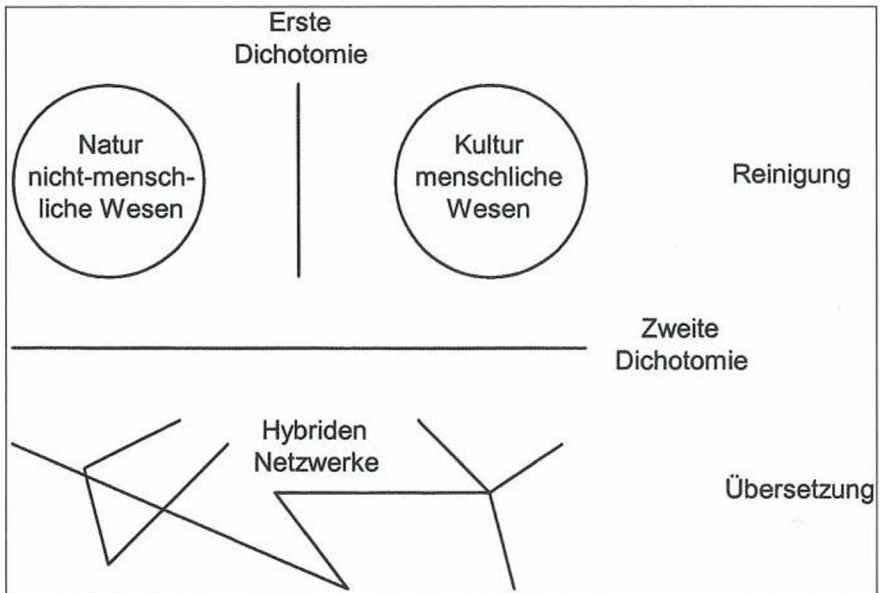 Erste
Dichotomie
Natur
nicht-mensch-
liche Wesen
Kultur
menschliche
Wesen
Reinigung
Zweite
Dichotomie
Hybriden
Netzwerke
Übersetzung